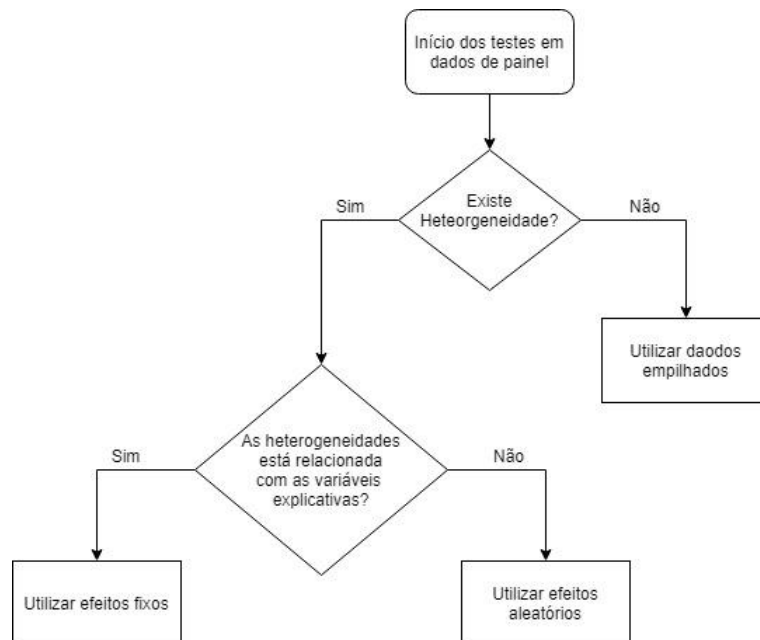 Início dos testes em
dados de painel
Existe
Heteorgeneidade?
Sim
Não
Utilizar daodos
empilhados
As heterogeneidades
está relacionada
com as variáveis
explicativas?
Sim
Não
Utilizar efeitos fixos
Utilizar efeitos
aleatórios